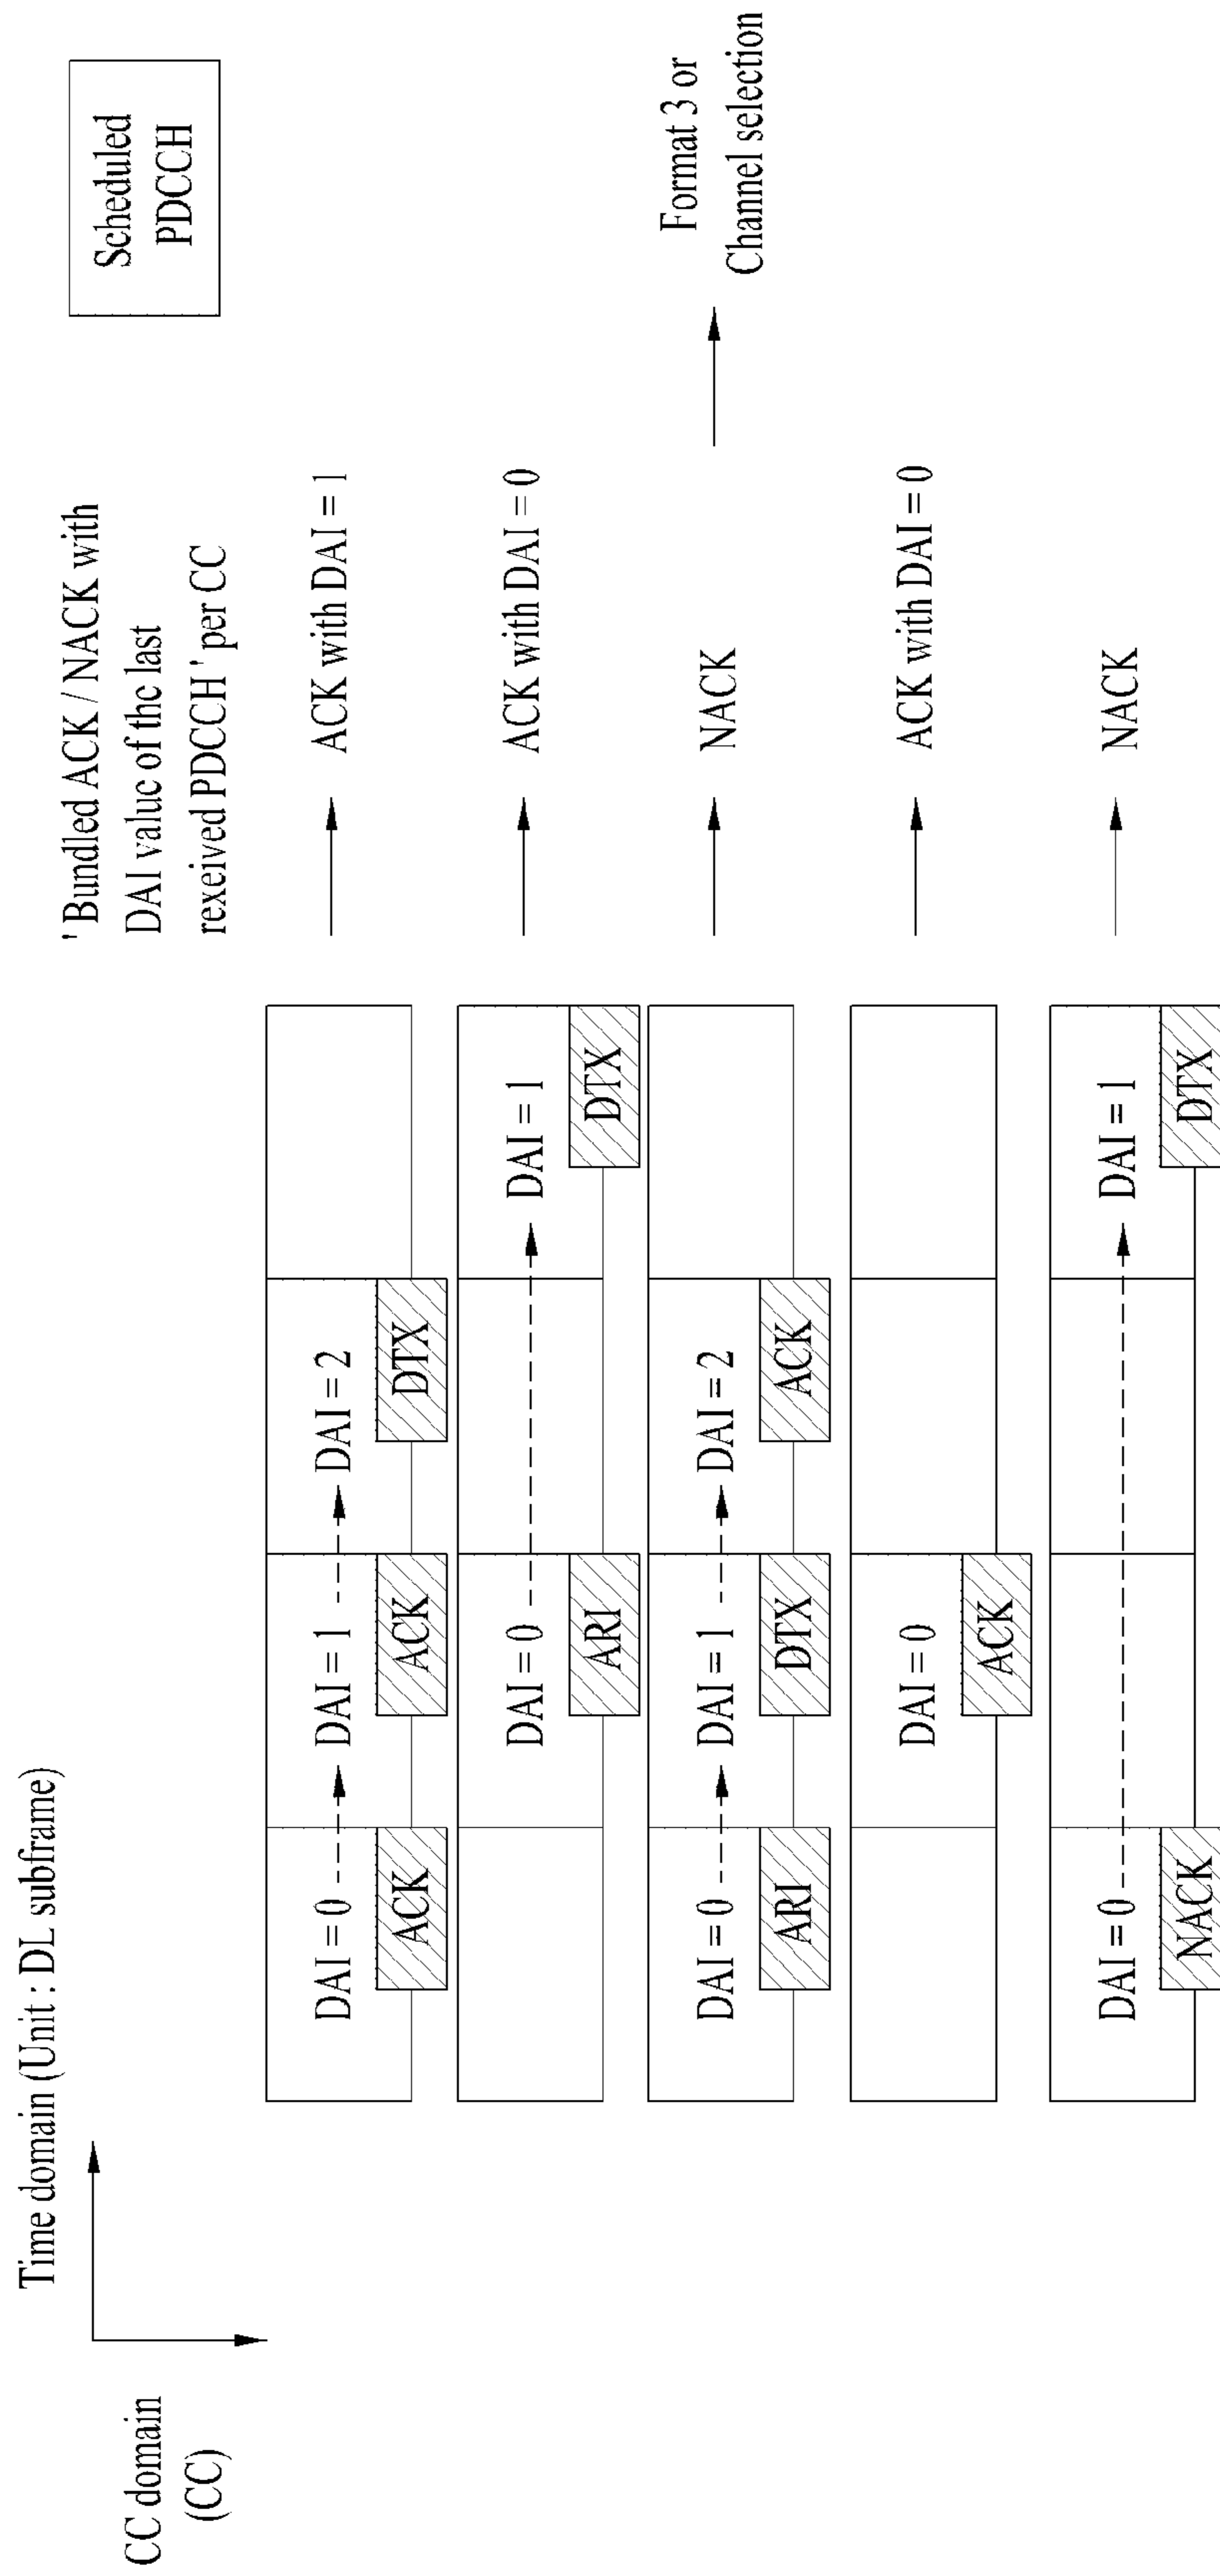 Time domain (Unit : DL subframe)
CC domain
(CC)
' Bundled ACK / NACK with
DAI value of the last
rexeived PDCCH ' per CC
Scheduled
PDCCH
DAI = 0
DAI = 1
DAI = 2
ACK
ACK
DTX
ACK with DAI = 1
DAI = 0
DAI = 1
ARI
DTX
ACK with DAI = 0
DAI = 0
DAI = 1
DAI = 2
ARI
DTX
ACK
NACK
Format 3 or
Channel selection
DAI = 0
ACK
ACK with DAI = 0
DAI = 0
DAI = 1
NACK
DTX
NACK